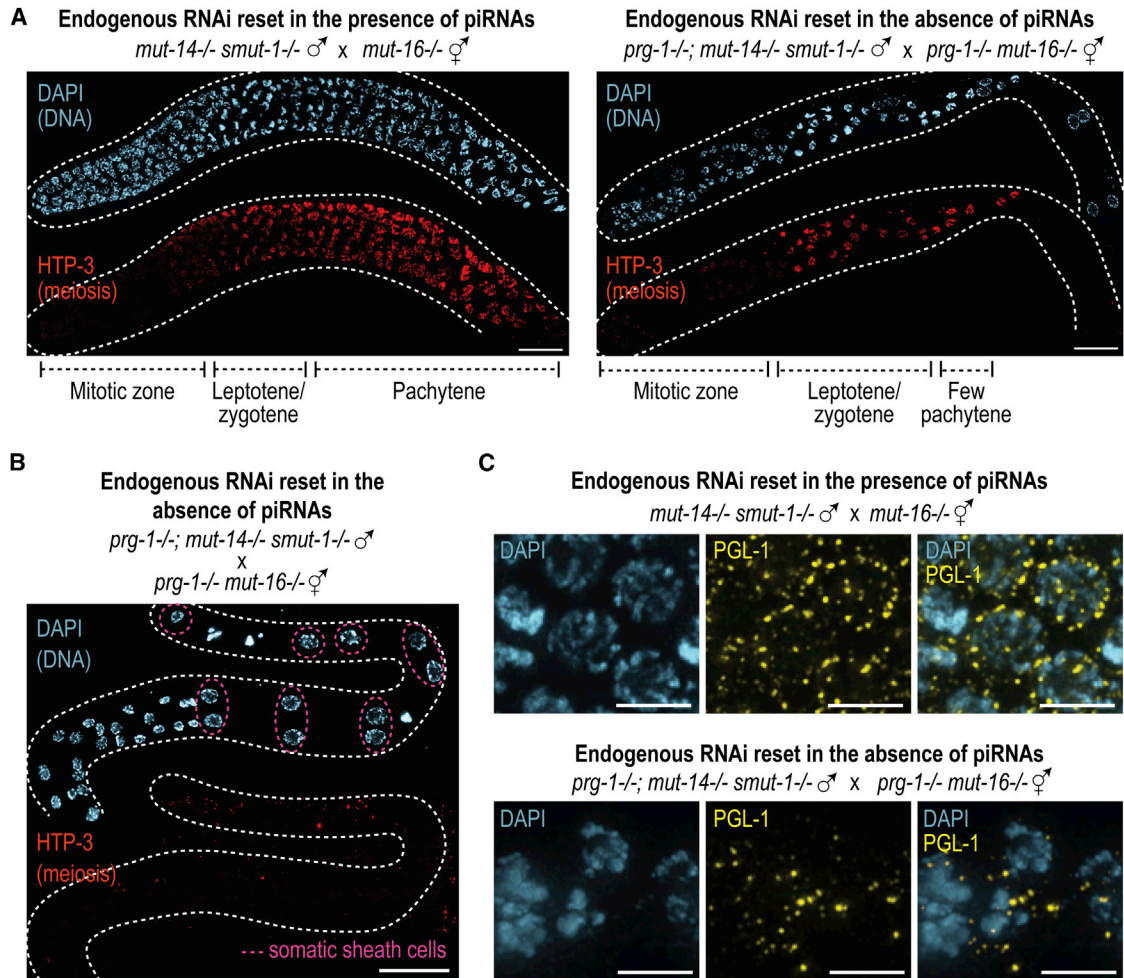 A
Endogenous RNAi reset in the presence of piRNAs
mut-14-/- smut-1-/- ♂ x mut-16-/- ⚥
DAPI
(DNA)
HTP-3
(meiosis)
Mitotic zone
Leptotene/
zygotene
Pachytene
Endogenous RNAi reset in the absence of piRNAs
prg-1-/-; mut-14-/- smut-1-/- ♂ x prg-1-/- mut-16-/- ⚥
DAPI
(DNA)
HTP-3
(meiosis)
Mitotic zone
Leptotene/
zygotene
Few
pachytene
B
Endogenous RNAi reset in the
absence of piRNAs
prg-1-/-; mut-14-/- smut-1-/- ♂
x
prg-1-/- mut-16-/- ⚥
DAPI
(DNA)
HTP-3
(meiosis)
--- somatic sheath cells
C
Endogenous RNAi reset in the presence of piRNAs
mut-14-/- smut-1-/- ♂ x mut-16-/- ⚥
DAPI
PGL-1
DAPI
PGL-1
Endogenous RNAi reset in the absence of piRNAs
prg-1-/-; mut-14-/- smut-1-/- ♂ x prg-1-/- mut-16-/- ⚥
DAPI
PGL-1
DAPI
PGL-1